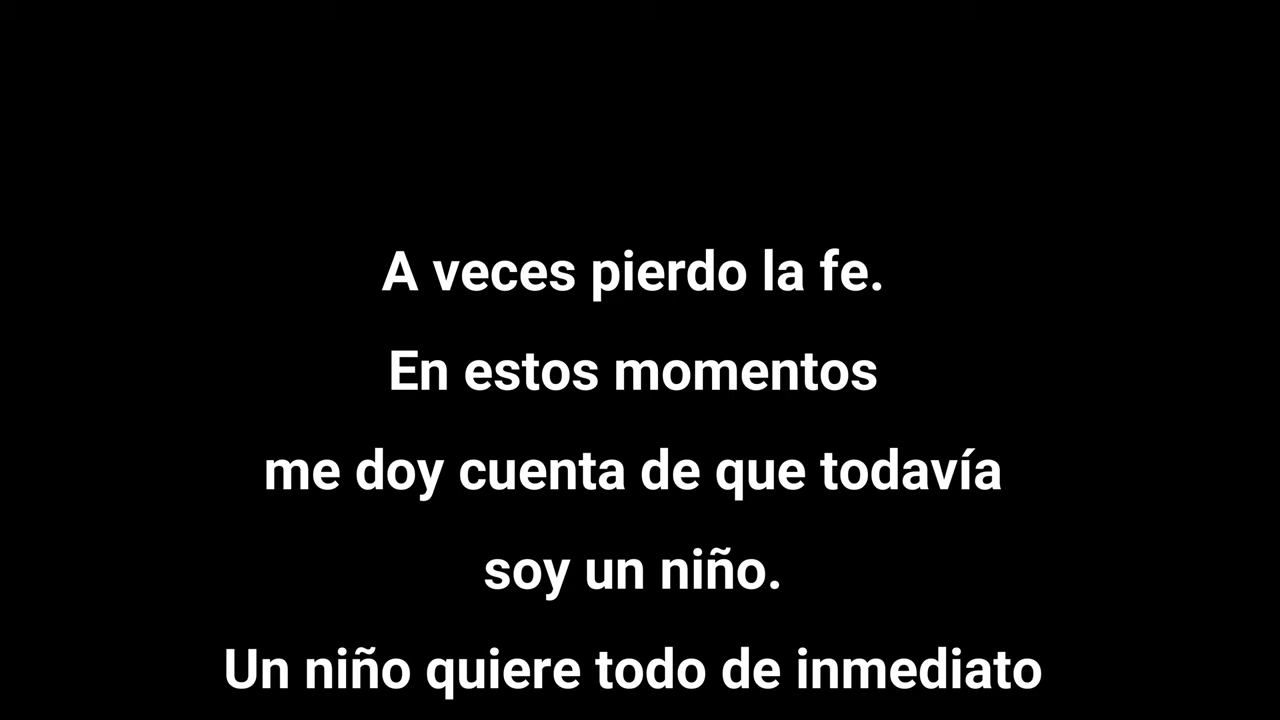 A veces pierdo la fe.
En estos momentos
me doy cuenta de que todavía
soy un niño.
Un niño quiere todo de inmediato